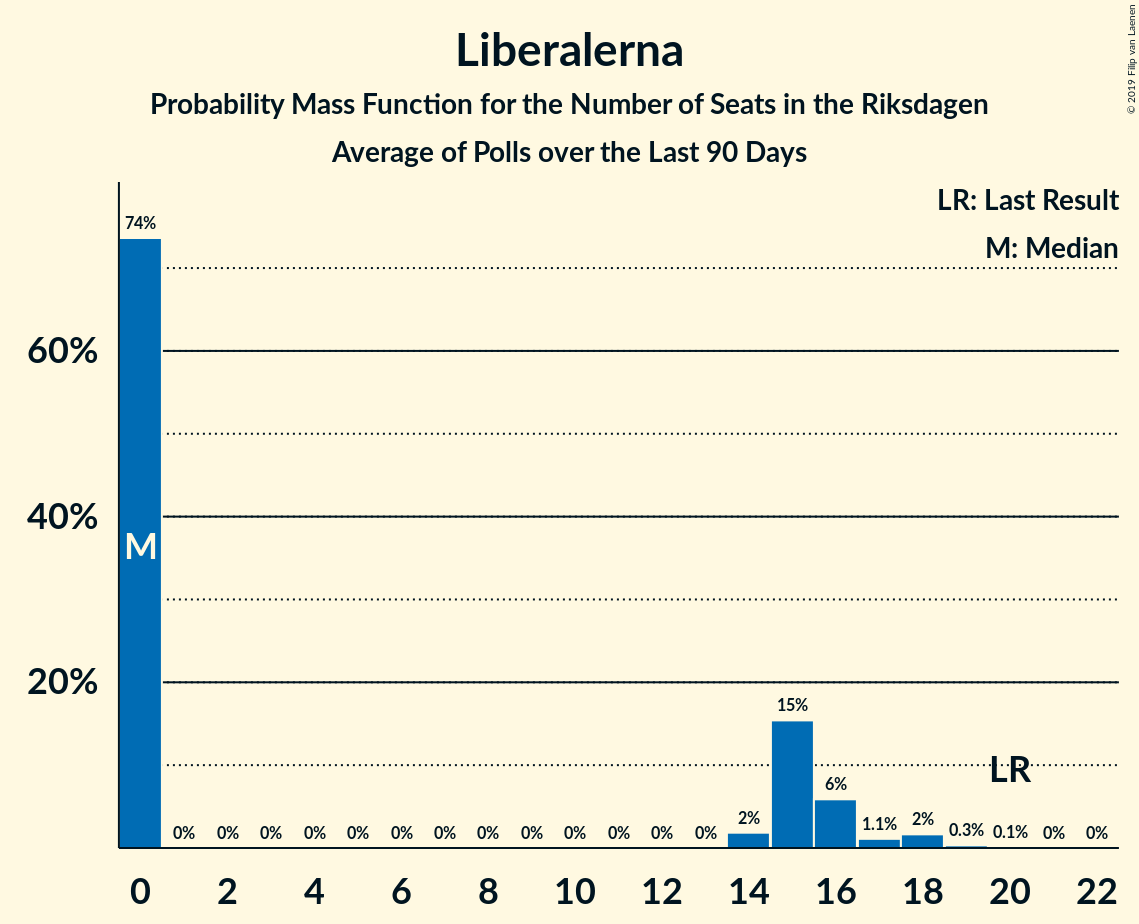 Liberalerna
Probability Mass Function for the Number of Seats in the Riksdagen
Average of Polls over the Last 90 Days
© 2019 Filip van Laenen
LR: Last Result
M: Median
74%
60%
40%
20%
M
0% 0% 0% 0% 0% 0% 0% 0% 0% 0% 0% 0% 0% 2% 15% 6% 1.1% 2% 0.3% 0.1% 0% 0%
LR
0 2 4 6 8 10 12 14 16 18 20 22